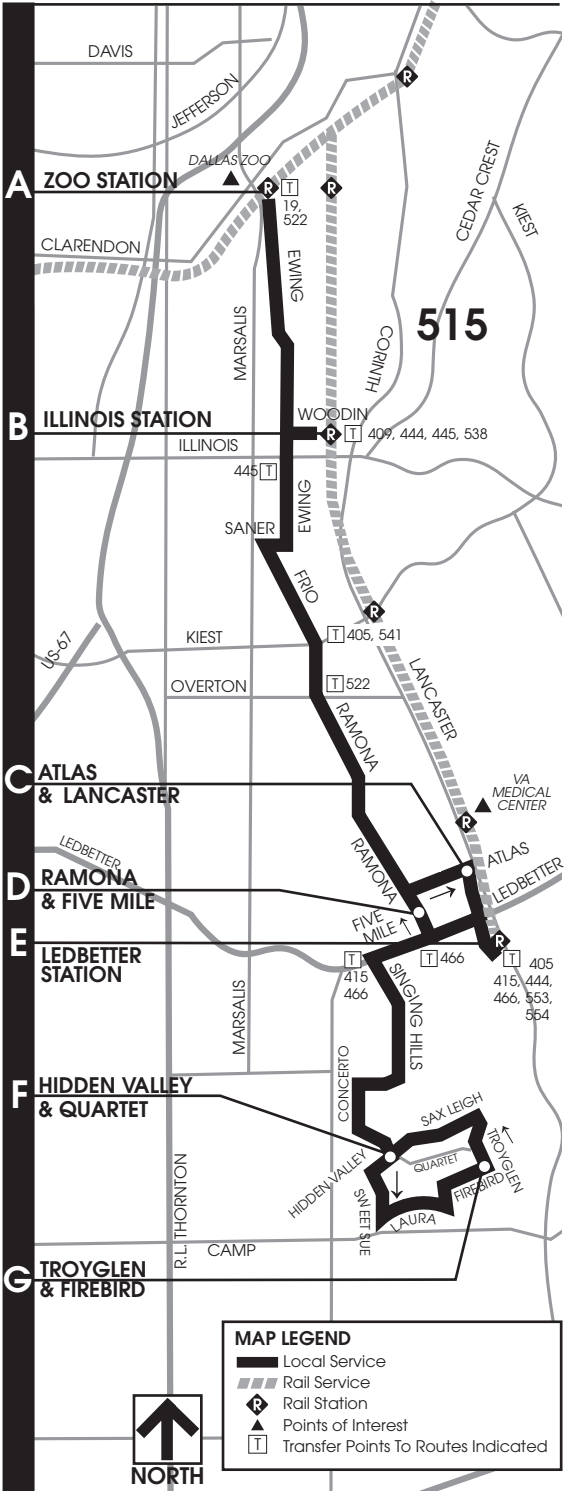 DAVIS
JEFFERSON
DALLAS ZOO
A ZOO STATION
19,
522
CLARENDON
EWING
CEDAR CREST
KIEST
515
MARSALIS
CORINTH
WOODIN
B ILLINOIS STATION
T 409, 444, 445, 538
ILLINOIS
445 T
EWING
SANER
FRIO
T 405, 541
KIEST
US-67
T 522
OVERTON
LANCASTER
RAMONA
C ATLAS
& LANCASTER
VA
MEDICAL
CENTER
LEDBETTER
RAMONA
ATLAS
LEDBETTER
D RAMONA
& FIVE MILE
FIVE
MILE
E LEDBETTER
STATION
T
415
466
T 466
T 405
415, 444,
466, 553,
554
MARSALIS
SINGING HILLS
CONCERTO
F HIDDEN VALLEY
& QUARTET
SAX LEIGH
TROYGLEN
QUARTET
HIDDEN VALLEY
FIREBIRD
SWEET SUE
LAURA
R.L. THORNTON
CAMP
G TROYGLEN
& FIREBIRD
MAP LEGEND
Local Service
Rail Service
R Rail Station
Points of Interest
T Transfer Points To Routes Indicated
NORTH